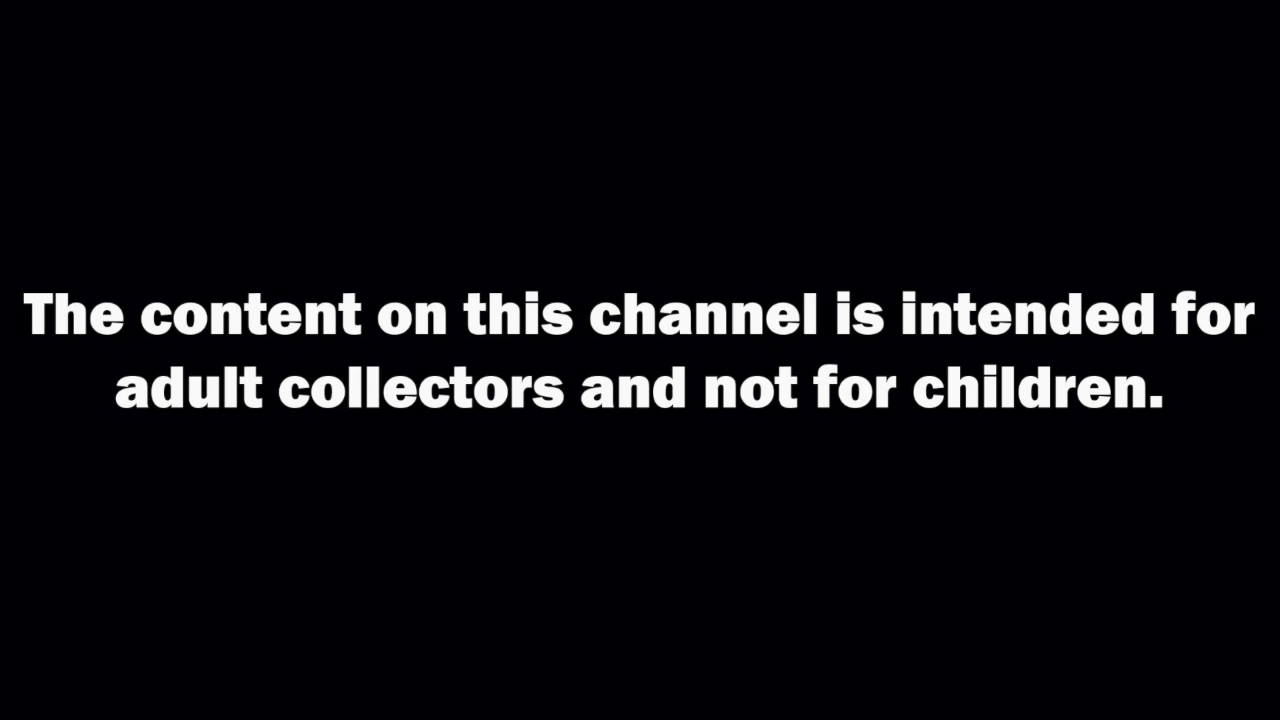 The content on this channel is intended for
adult collectors and not for children.